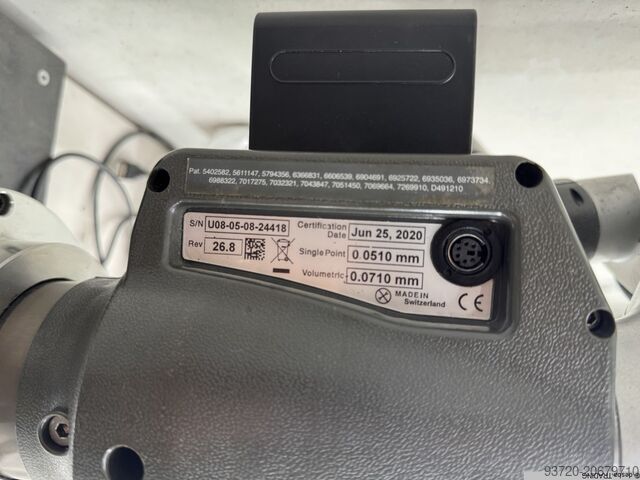 Pat. 5402582, 5611147, 5794356, 6366831, 6606539, 6904691, 6925722, 6935036, 6973734,
6988322, 7017275, 7032321, 7043847, 7051450, 7069664, 7269910, D491210
S/N U08-05-08-24418 Certification Date Jun 25, 2020
Rev 26.8 Single Point 0.0510 mm
Volumetric 0.0710 mm
MADE IN
Switzerland
CE
93720-20679710
TRADING